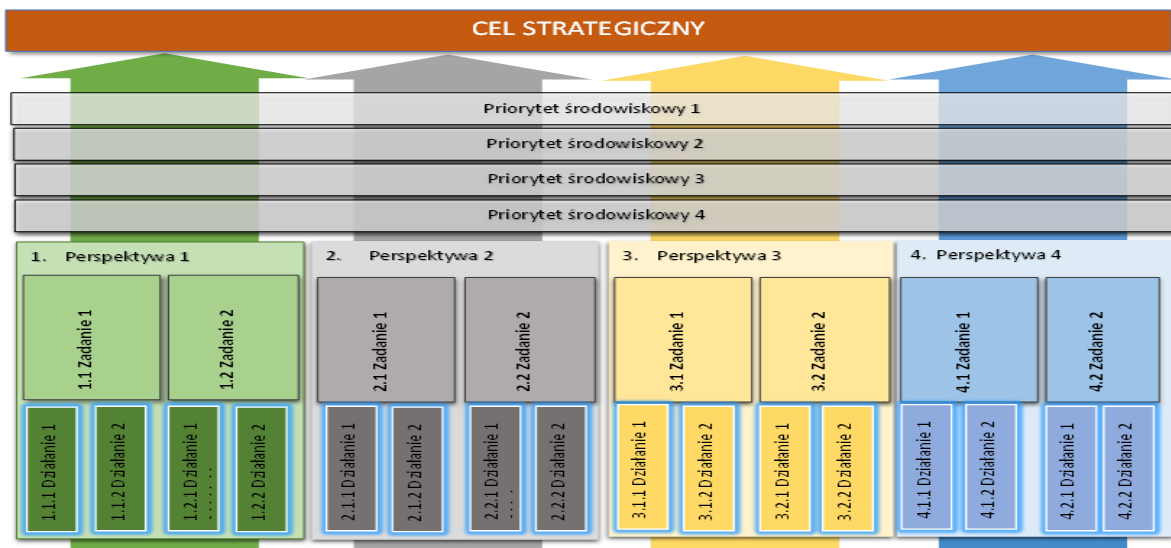 CEL STRATEGICZNY
Priorytet środowiskowy 1
Priorytet środowiskowy 2
Priorytet środowiskowy 3
Priorytet środowiskowy 4
1. Perspektywa 1
2. Perspektywa 2
3. Perspektywa 3
4. Perspektywa 4
1.1 Zadanie 1
1.2 Zadanie 2
2.1 Zadanie 1
2.2 Zadanie 2
3.1 Zadanie 1
3.2 Zadanie 2
4.1 Zadanie 1
4.2 Zadanie 2
1.1.1 Działanie 1
1.1.2 Działanie 2
1.2.1 Działanie 1
.......
1.2.2 Działanie 2
2.1.1 Działanie 1
2.1.2 Działanie 2
2.2.1 Działanie 1
... .
2.2.2 Działanie 2
3.1.1 Działanie 1
3.1.2 Działanie 2
3.2.1 Działanie 1
3.2.2 Działanie 2
4.1.1 Działanie 1
4.1.2 Działanie 2
4.2.1 Działanie 1
4.2.2 Działanie 2